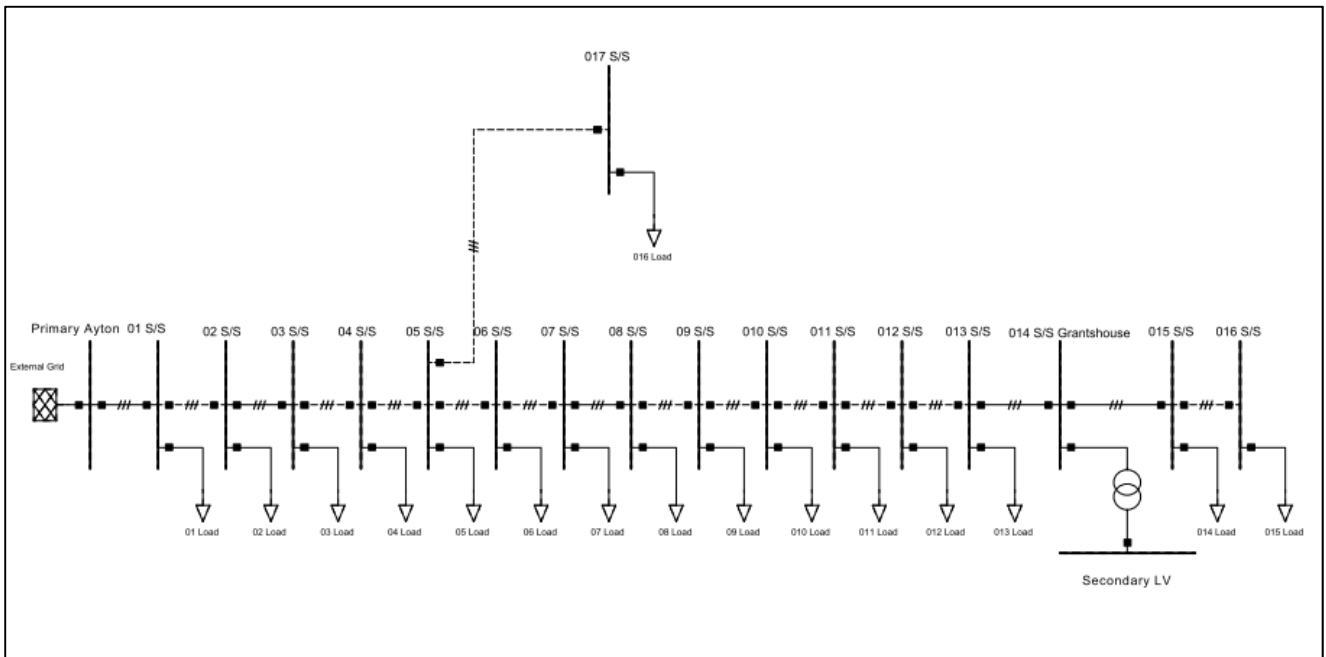 017 S/S
016 Load
Primary Ayton 01 S/S 02 S/S 03 S/S 04 S/S 05 S/S 06 S/S 07 S/S 08 S/S 09 S/S 010 S/S 011 S/S 012 S/S 013 S/S 014 S/S Grantshouse 015 S/S 016 S/S
External Grid
01 Load 02 Load 03 Load 04 Load 05 Load 06 Load 07 Load 08 Load 09 Load 010 Load 011 Load 012 Load 013 Load 014 Load 015 Load
Secondary LV